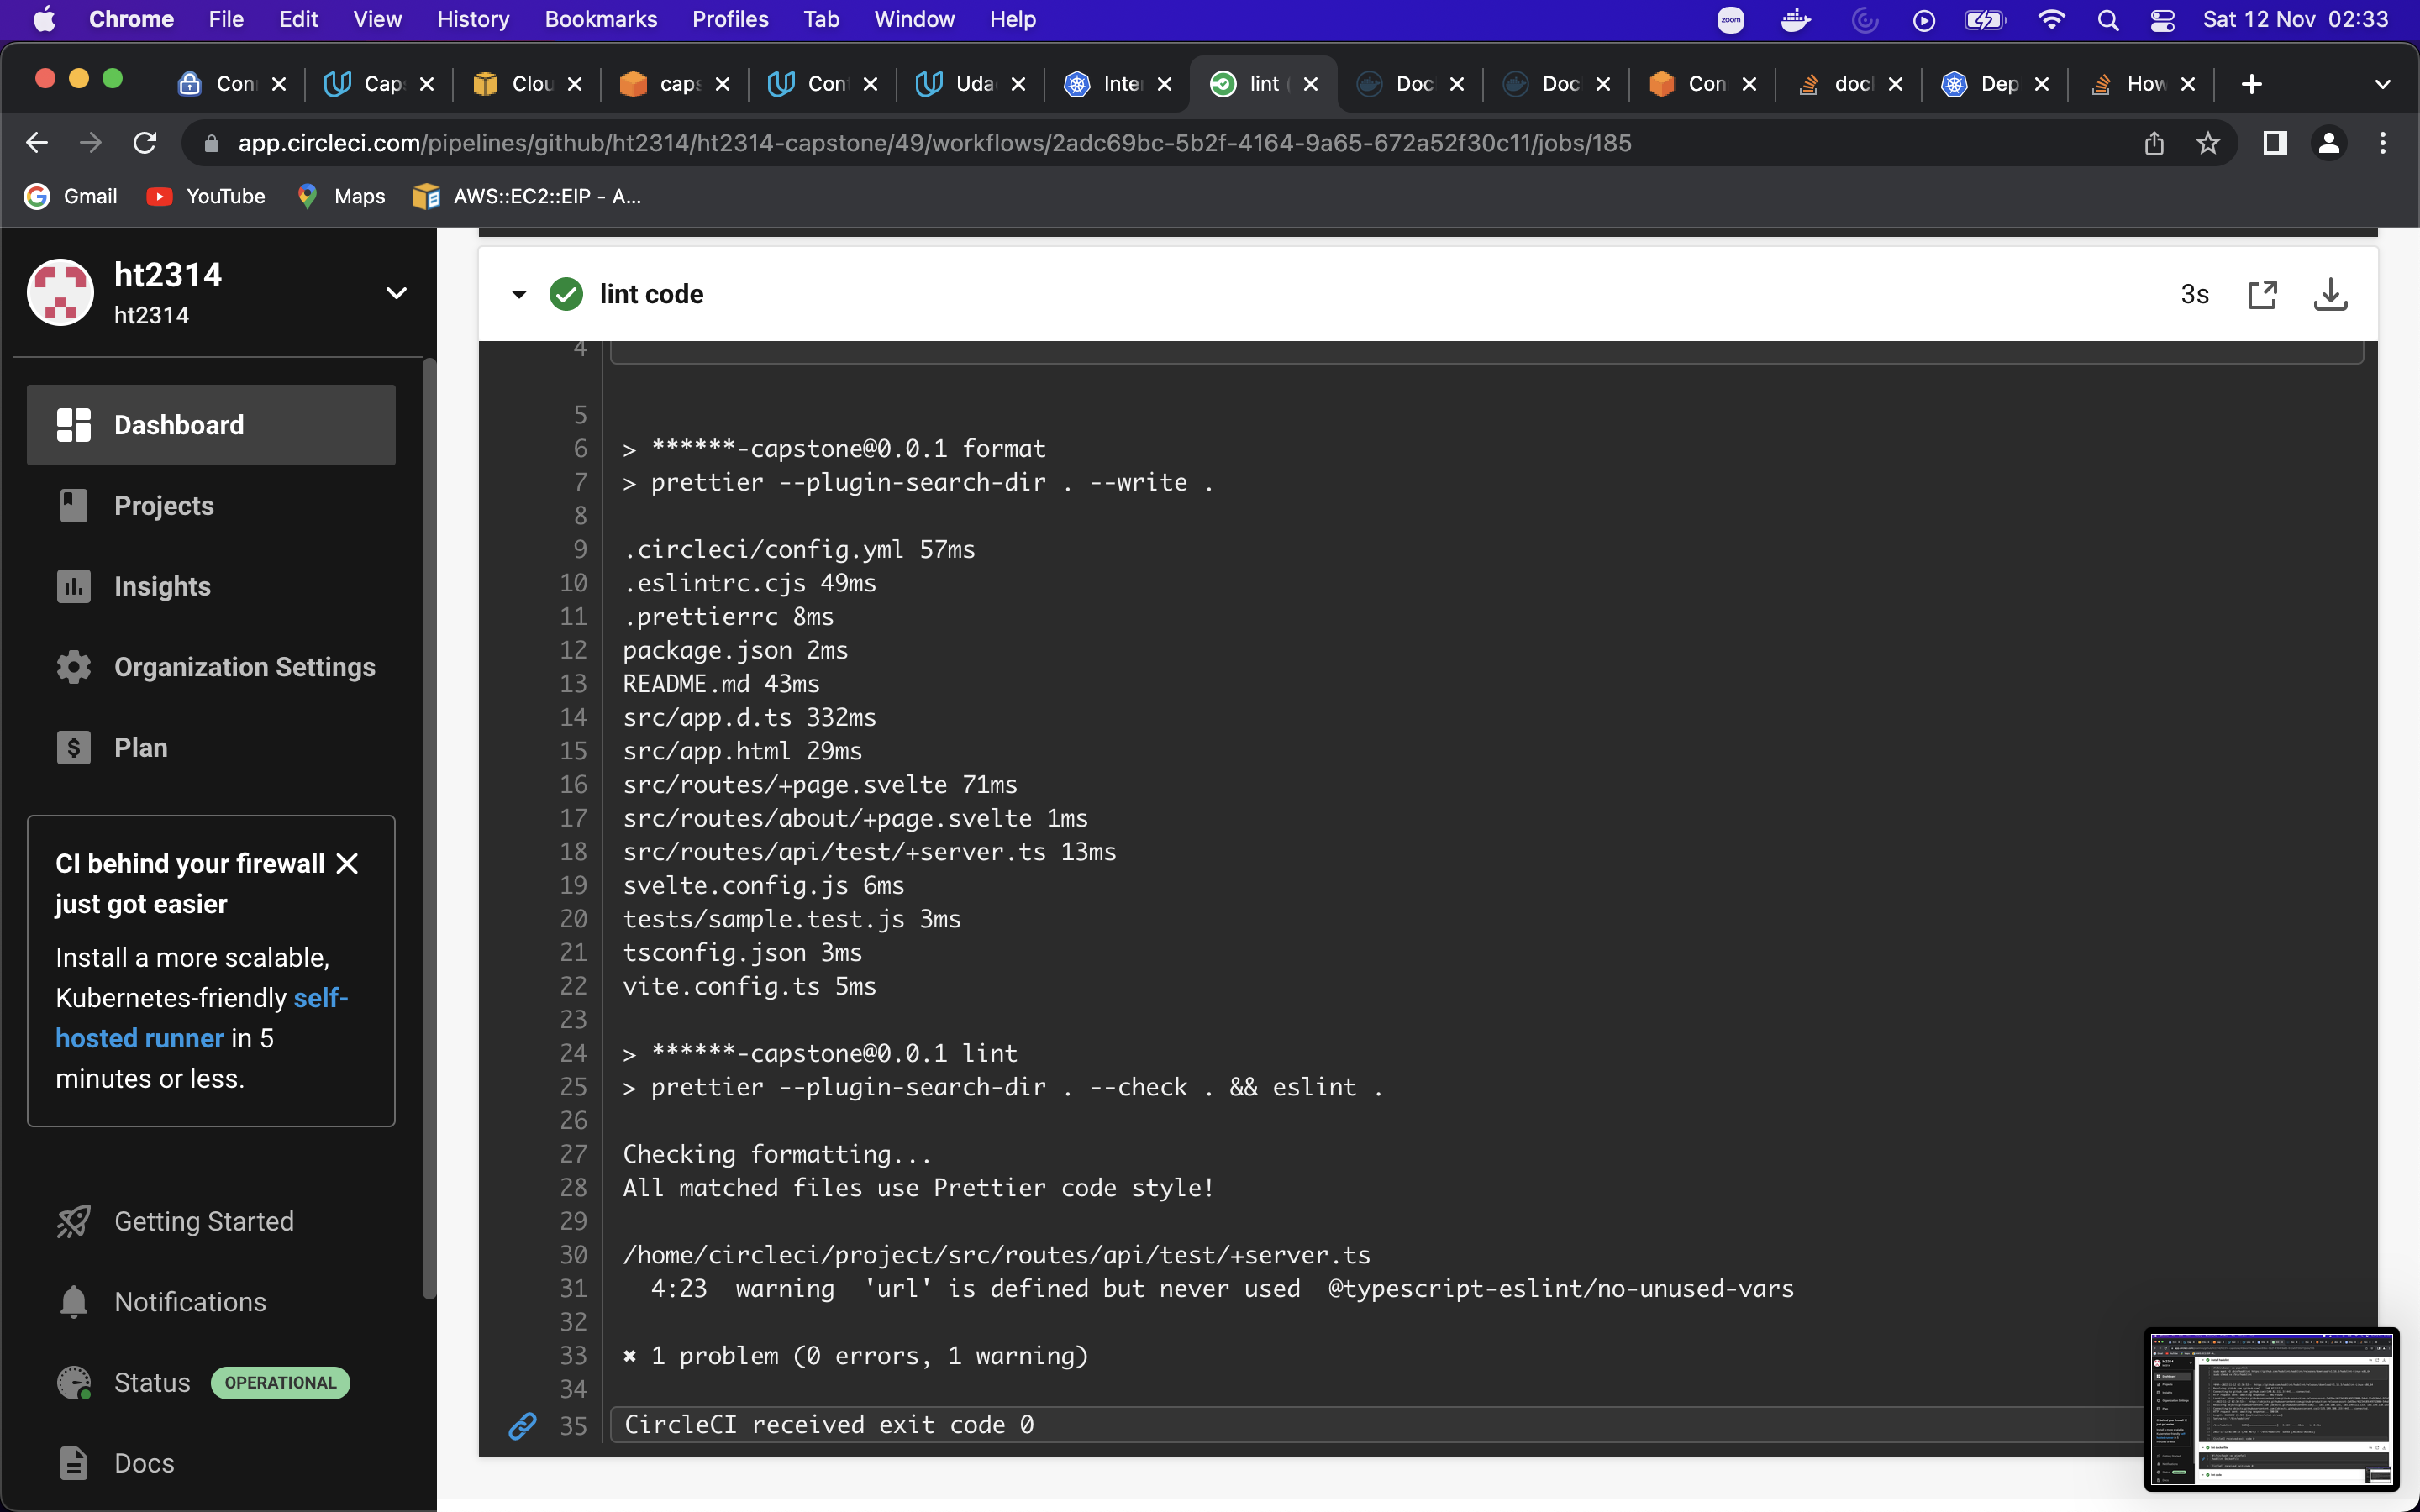 Chrome File Edit View History Bookmarks Profiles Tab Window Help zoom Sat 12 Nov 02:33
Con Cap Clou caps Con Uda Inte lint Doc Doc Con doc Dep How
app.circleci.com/pipelines/github/ht2314/ht2314-capstone/49/workflows/2adc69bc-5b2f-4164-9a65-672a52f30c11/jobs/185
Gmail YouTube Maps AWS::EC2::EIP - A...
ht2314
ht2314
Dashboard
Projects
Insights
Organization Settings
Plan
CI behind your firewall
just got easier
Install a more scalable,
Kubernetes-friendly self-
hosted runner in 5
minutes or less.
Getting Started
Notifications
Status OPERATIONAL
Docs
lint code 3s
4
5
6 > ******-capstone@0.0.1 format
7 > prettier --plugin-search-dir . --write .
8
9 .circleci/config.yml 57ms
10 .eslintrc.cjs 49ms
11 .prettierrc 8ms
12 package.json 2ms
13 README.md 43ms
14 src/app.d.ts 332ms
15 src/app.html 29ms
16 src/routes/+page.svelte 71ms
17 src/routes/about/+page.svelte 1ms
18 src/routes/api/test/+server.ts 13ms
19 svelte.config.js 6ms
20 tests/sample.test.js 3ms
21 tsconfig.json 3ms
22 vite.config.ts 5ms
23
24 > ******-capstone@0.0.1 lint
25 > prettier --plugin-search-dir . --check . && eslint .
26
27 Checking formatting...
28 All matched files use Prettier code style!
29
30 /home/circleci/project/src/routes/api/test/+server.ts
31 4:23 warning 'url' is defined but never used @typescript-eslint/no-unused-vars
32
33 ✖ 1 problem (0 errors, 1 warning)
34
35 CircleCI received exit code 0